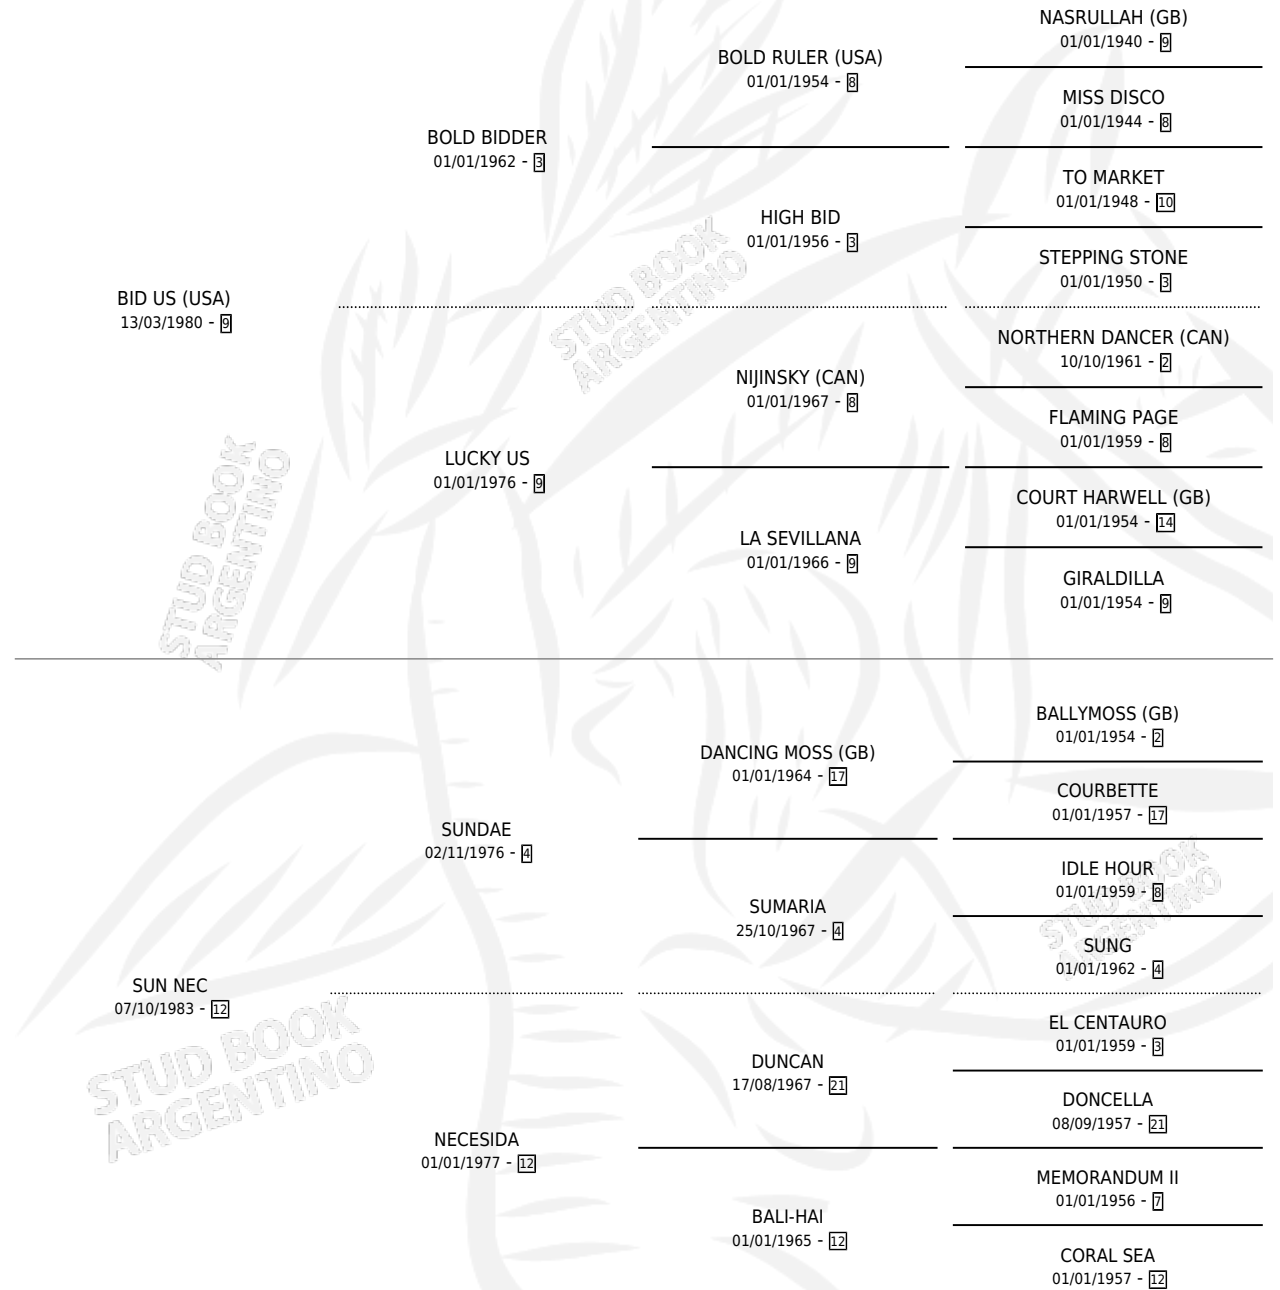 NASRULLAH (GB)
01/01/1940 - 9
BOLD RULER (USA)
01/01/1954 - 8
MISS DISCO
01/01/1944 - 8
BOLD BIDDER
01/01/1962 - 3
TO MARKET
01/01/1948 - 10
HIGH BID
01/01/1956 - 3
STEPPING STONE
01/01/1950 - 3
BID US (USA)
13/03/1980 - 9
STUD BOOK
ARGENTINO
NORTHERN DANCER (CAN)
10/10/1961 - 2
NIJINSKY (CAN)
01/01/1967 - 8
FLAMING PAGE
01/01/1959 - 8
LUCKY US
01/01/1976 - 9
COURT HARWELL (GB)
01/01/1954 - 14
LA SEVILLANA
01/01/1966 - 9
GIRALDILLA
01/01/1954 - 9
STUD BOOK
ARGENTINO
BALLYMOSS (GB)
01/01/1954 - 2
DANCING MOSS (GB)
01/01/1964 - 17
COURBETTE
01/01/1957 - 17
SUNDAE
02/11/1976 - 4
IDLE HOUR
01/01/1959 - 8
SUMARIA
25/10/1967 - 4
SUNG
01/01/1962 - 4
STUD BOOK
ARGENTINO
SUN NEC
07/10/1983 - 12
EL CENTAURO
01/01/1959 - 3
DUNCAN
17/08/1967 - 21
DONCELLA
08/09/1957 - 21
STUD BOOK
ARGENTINO
NECESIDA
01/01/1977 - 12
MEMORANDUM II
01/01/1956 - 7
BALI-HAI
01/01/1965 - 12
CORAL SEA
01/01/1957 - 12